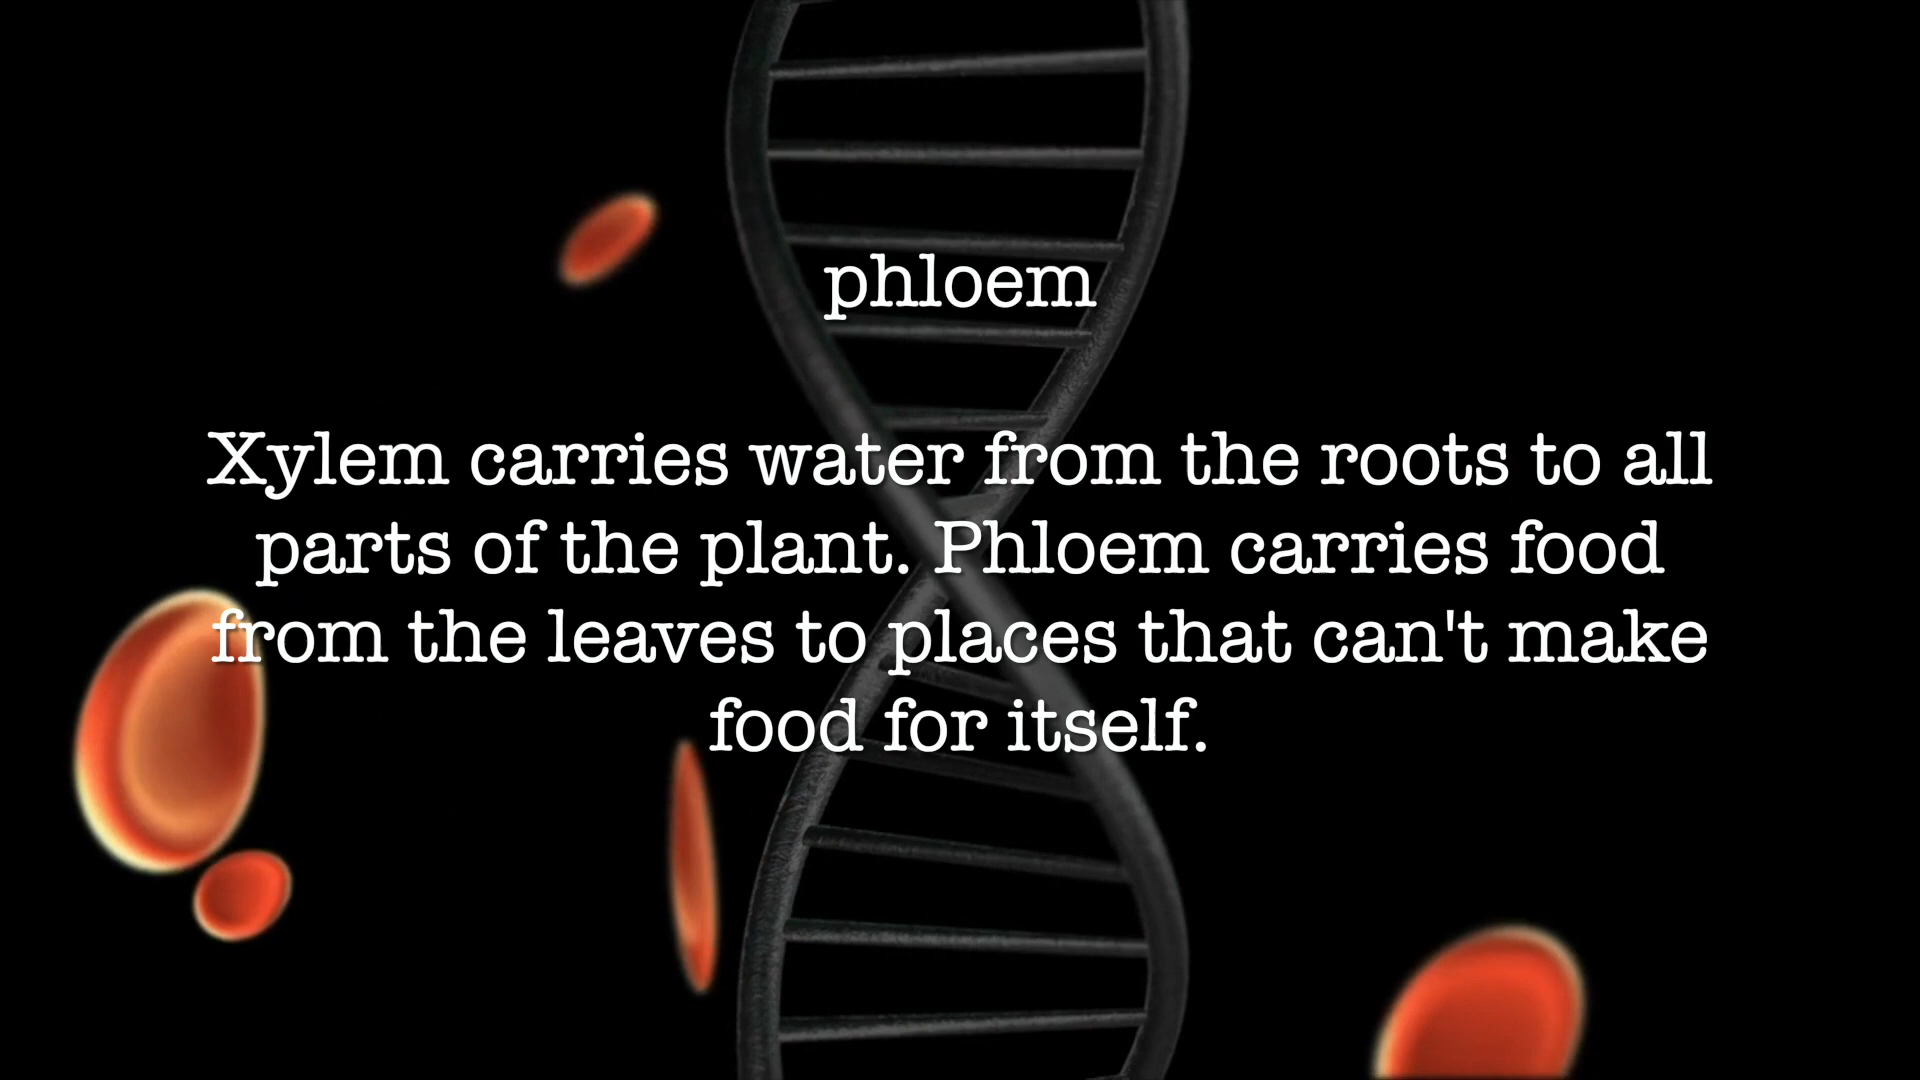 phloem
Xylem carries water from the roots to all
parts of the plant. Phloem carries food
from the leaves to places that can't make
food for itself.